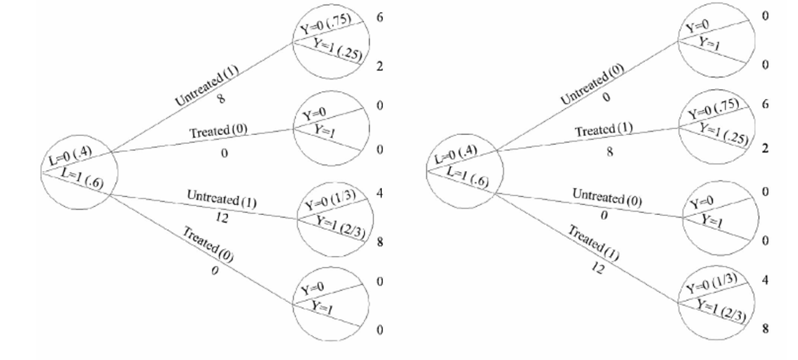 L=0 (.4)
L=1 (.6)
Untreated (1)
8
Y=0 (.75)
6
Y=1 (.25)
2
Treated (0)
0
Y=0
0
Y=1
0
Untreated (1)
12
Y=0 (1/3)
4
Y=1 (2/3)
8
Treated (0)
0
Y=0
0
Y=1
0
L=0 (.4)
L=1 (.6)
Untreated (0)
0
Y=0
0
Y=1
0
Treated (1)
8
Y=0 (.75)
6
Y=1 (.25)
2
Untreated (0)
0
Y=0
0
Y=1
0
Treated (1)
12
Y=0 (1/3)
4
Y=1 (2/3)
8